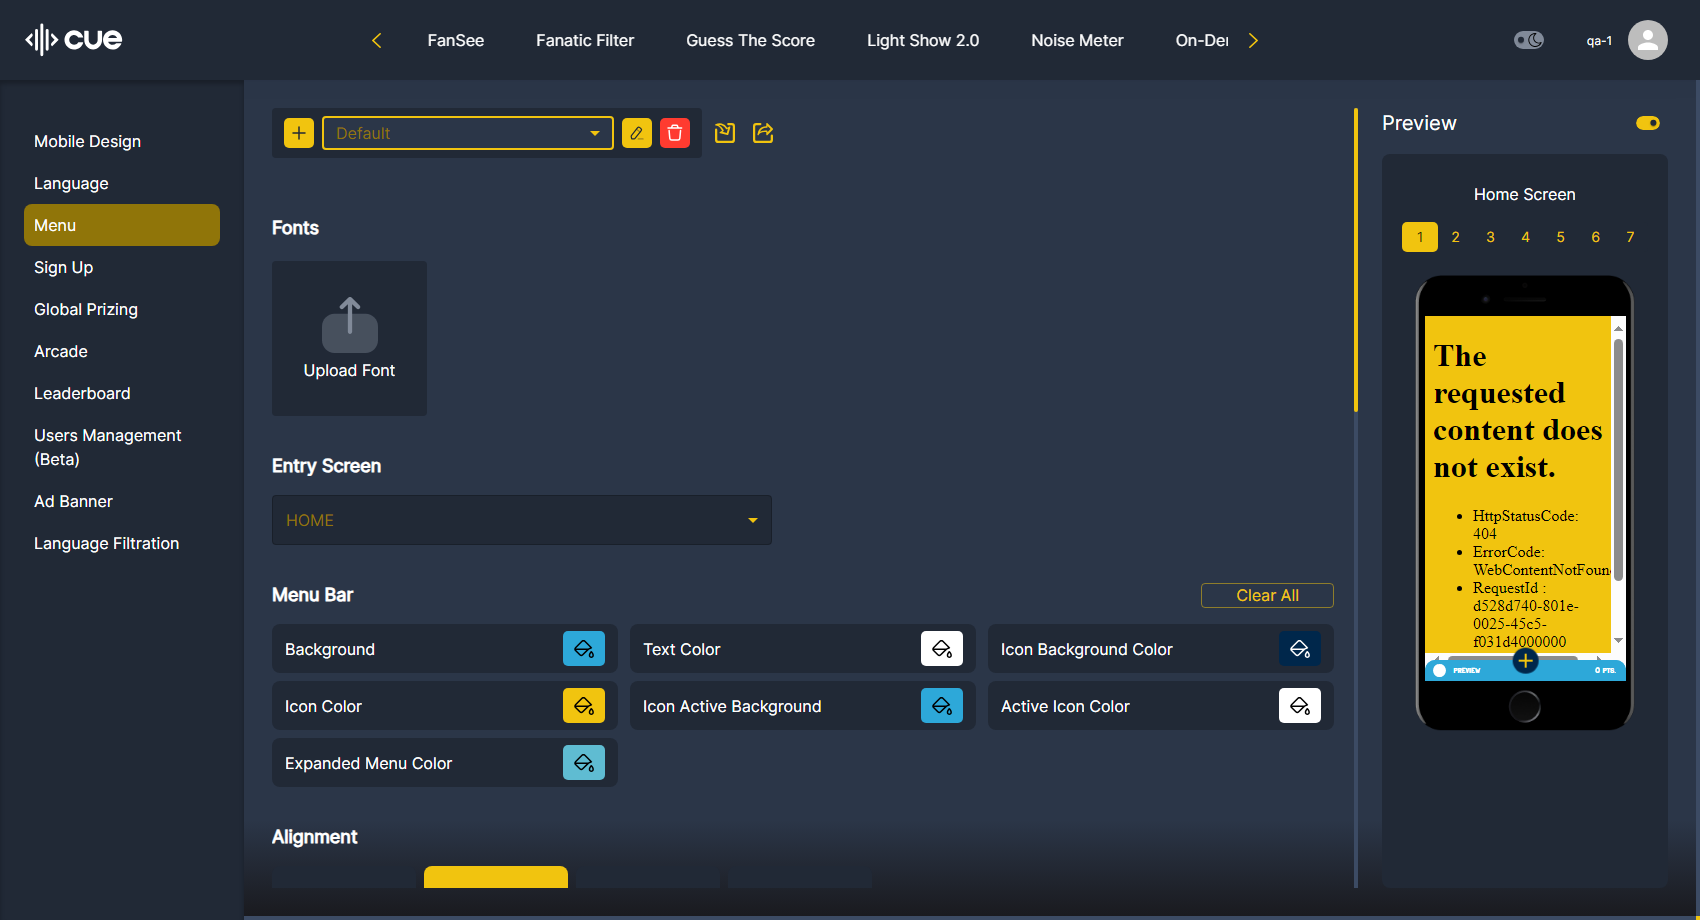 cue
FanSee
Fanatic Filter
Guess The Score
Light Show 2.0
Noise Meter
On-De
qa-1
Mobile Design
Language
Menu
Sign Up
Global Prizing
Arcade
Leaderboard
Users Management
(Beta)
Ad Banner
Language Filtration
Default
Fonts
Upload Font
Entry Screen
HOME
Menu Bar
Clear All
Background
Text Color
Icon Background Color
Icon Color
Icon Active Background
Active Icon Color
Expanded Menu Color
Alignment
Preview
Home Screen
1 2 3 4 5 6 7
The
requested
content does
not exist.
HttpStatusCode:
404
ErrorCode:
WebContentNotFoun
RequestId :
d528d740-801e-
0025-45c5-
f031d4000000
PREVIEW
0 PTS.